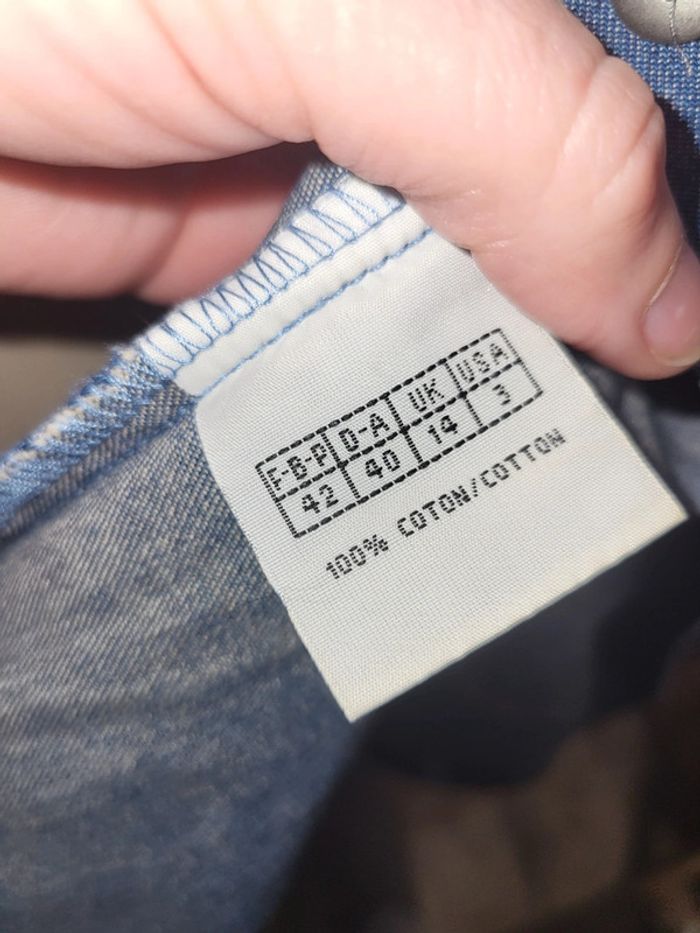 F-B-P D-A UK USA
42 40 14 3
100% COTON/COTTON